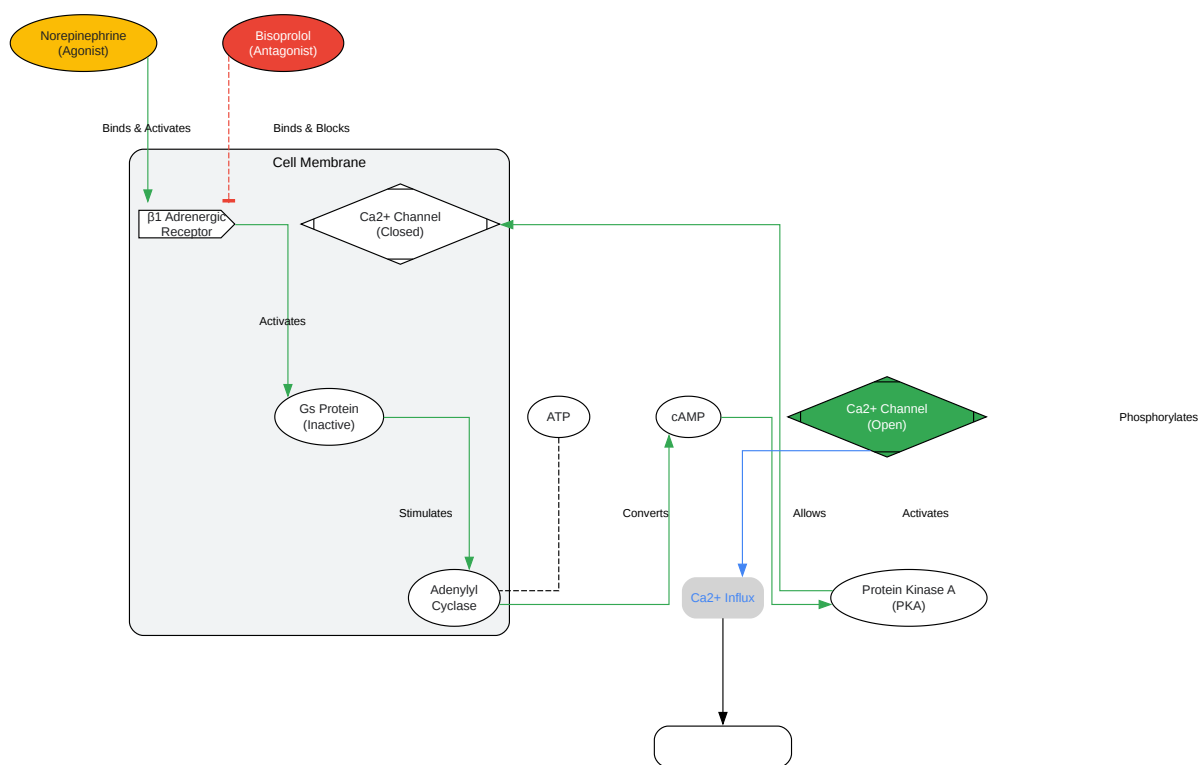 Norepinephrine
(Agonist)
Bisoprolol
(Antagonist)
Binds & Activates
Binds & Blocks
Cell Membrane
β1 Adrenergic
Receptor
Ca2+ Channel
(Closed)
Activates
Gs Protein
(Inactive)
ATP
cAMP
Ca2+ Channel
(Open)
Phosphorylates
Stimulates
Converts
Allows
Activates
Adenylyl
Cyclase
Ca2+ Influx
Protein Kinase A
(PKA)